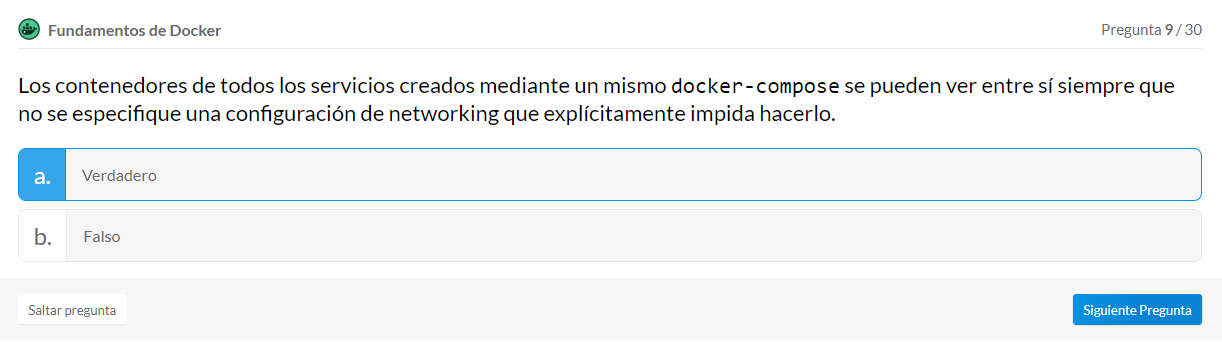 Fundamentos de Docker
Pregunta 9 / 30
Los contenedores de todos los servicios creados mediante un mismo docker-compose se pueden ver entre sí siempre que
no se especifique una configuración de networking que explícitamente impida hacerlo.
a. Verdadero
b. Falso
Saltar pregunta
Siguiente Pregunta